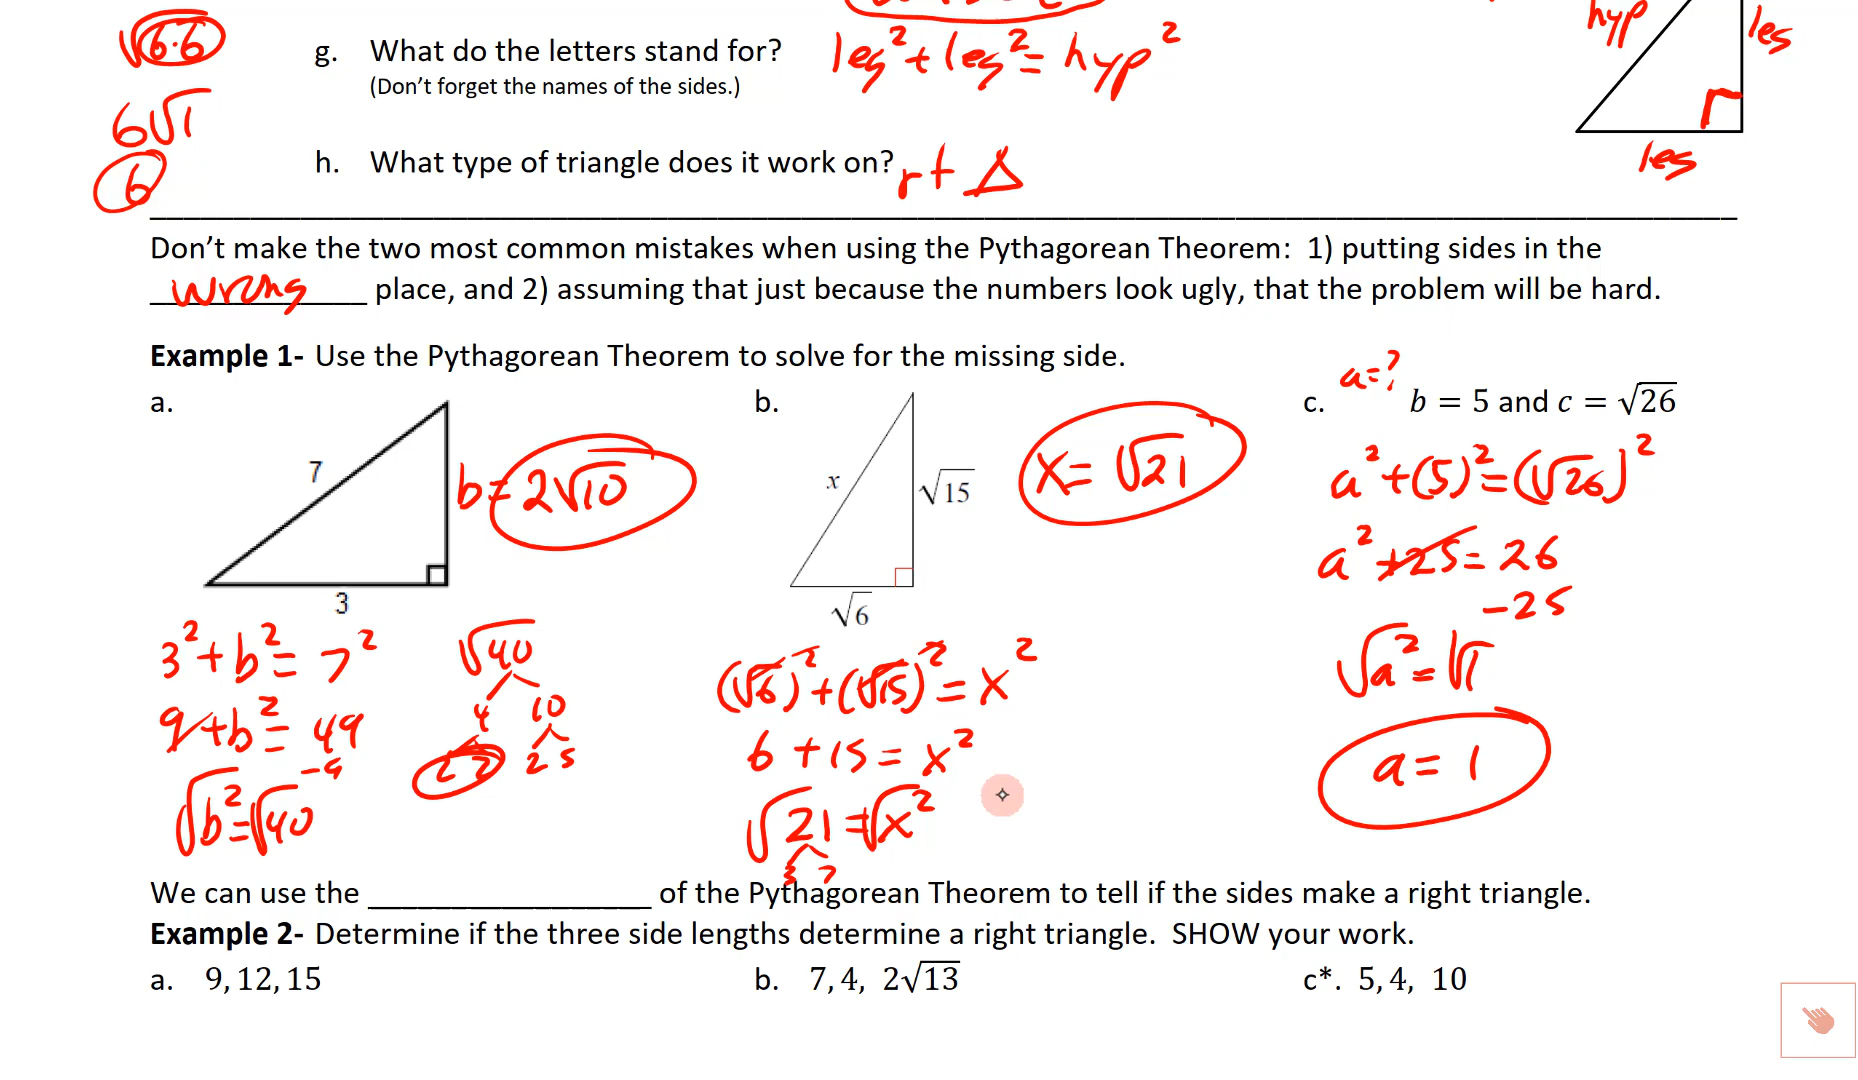 √6·6
g. What do the letters stand for?
leg² + leg² = hyp²
(Don't forget the names of the sides.)
hyp
leg
6√1
6
h. What type of triangle does it work on?
rt △
leg
Don't make the two most common mistakes when using the Pythagorean Theorem: 1) putting sides in the
wrong place, and 2) assuming that just because the numbers look ugly, that the problem will be hard.
Example 1- Use the Pythagorean Theorem to solve for the missing side.
a.
7
3
b = 2√10
3² + b² = 7²
9 + b² = 49
-9
√b² = √40
√40
4 10
2 2 2 5
b.
x
√15
√6
x = √21
(√6)² + (√15)² = x²
6 + 15 = x²
√21 = √x²
3 7
c. a=? b = 5 and c = √26
a² + (5)² = (√26)²
a² + 25 = 26
-25
√a² = √1
a = 1
We can use the ________________ of the Pythagorean Theorem to tell if the sides make a right triangle.
Example 2- Determine if the three side lengths determine a right triangle. SHOW your work.
a. 9, 12, 15
b. 7, 4, 2√13
c*. 5, 4, 10